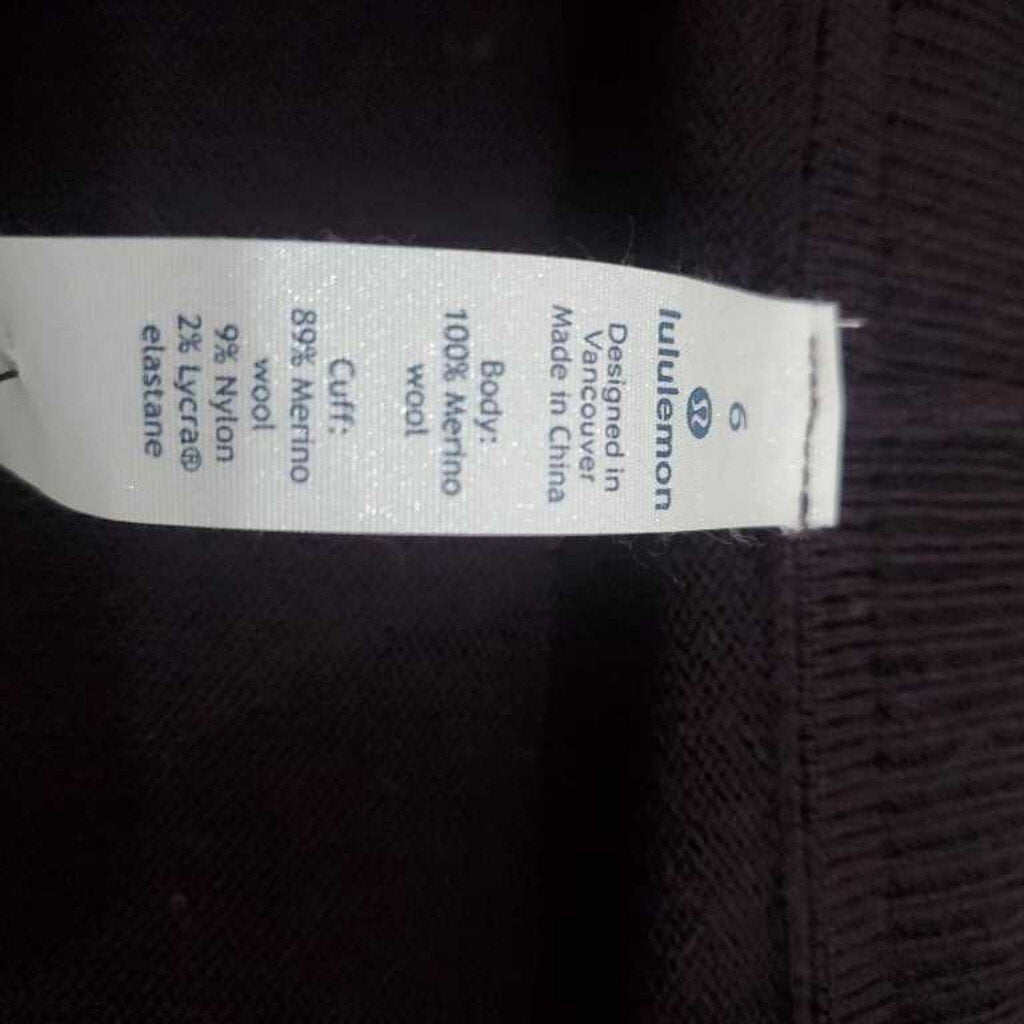 6
lululemon
Designed in
Vancouver
Made in China
Body:
100% Merino
wool
Cuff:
89% Merino
wool
9% Nylon
2% Lycra®
elastane